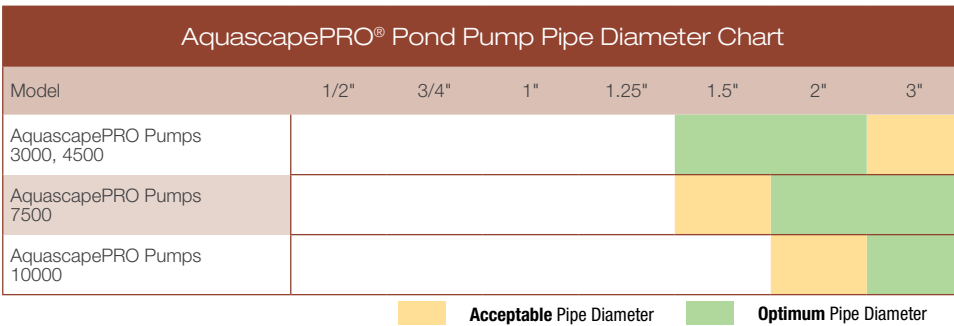 AquascapePRO® Pond Pump Pipe Diameter Chart
Model 1/2" 3/4" 1" 1.25" 1.5" 2" 3"
AquascapePRO Pumps
3000, 4500
AquascapePRO Pumps
7500
AquascapePRO Pumps
10000
Acceptable Pipe Diameter Optimum Pipe Diameter